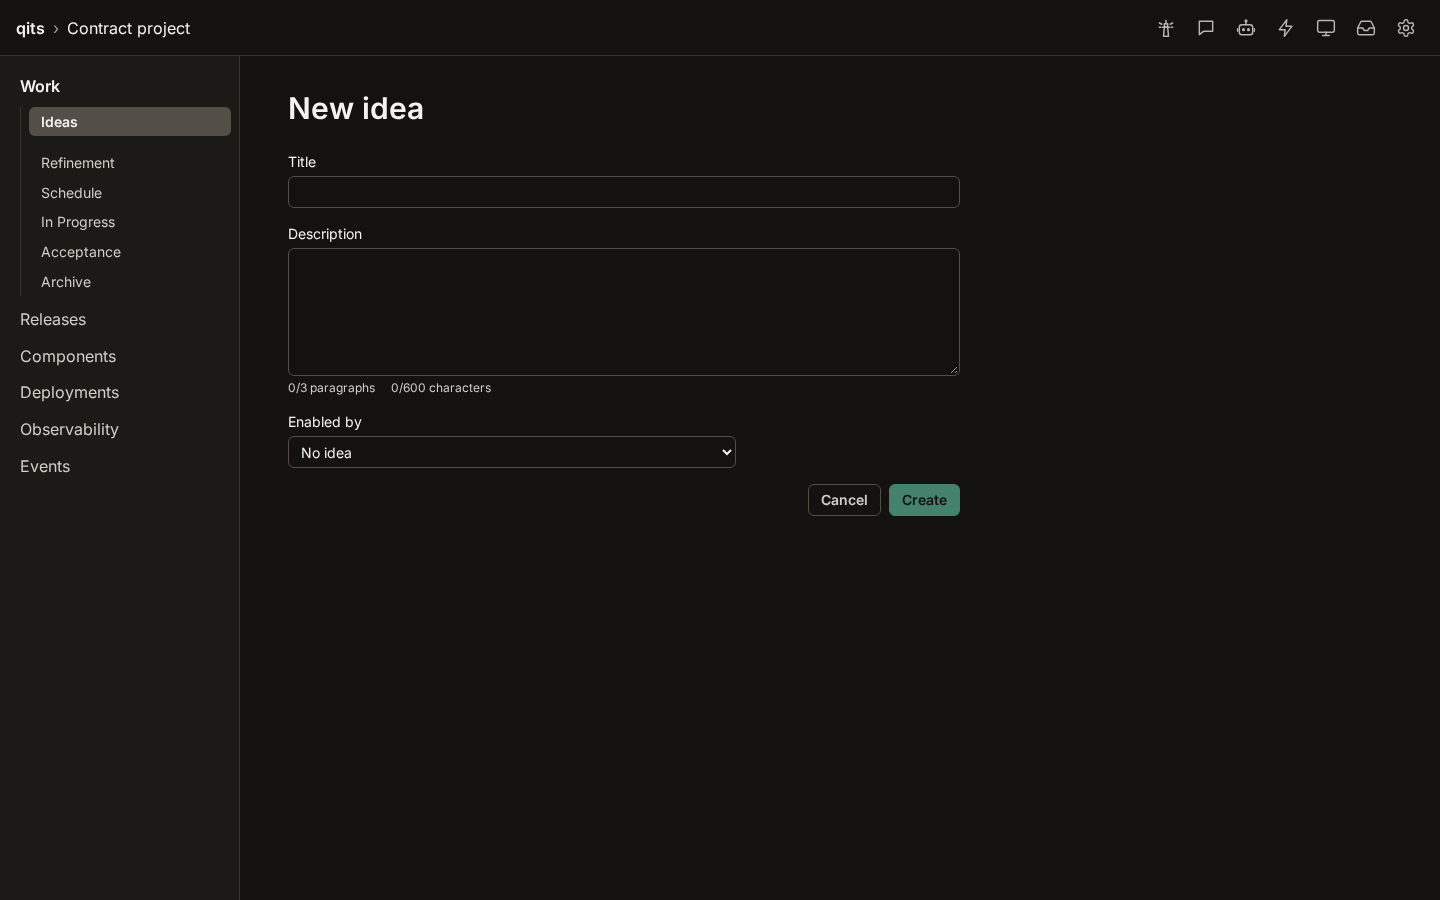 qits › Contract project
Work
Ideas
Refinement
Schedule
In Progress
Acceptance
Archive
Releases
Components
Deployments
Observability
Events
New idea
Title
Description
0/3 paragraphs 0/600 characters
Enabled by
No idea
Cancel Create